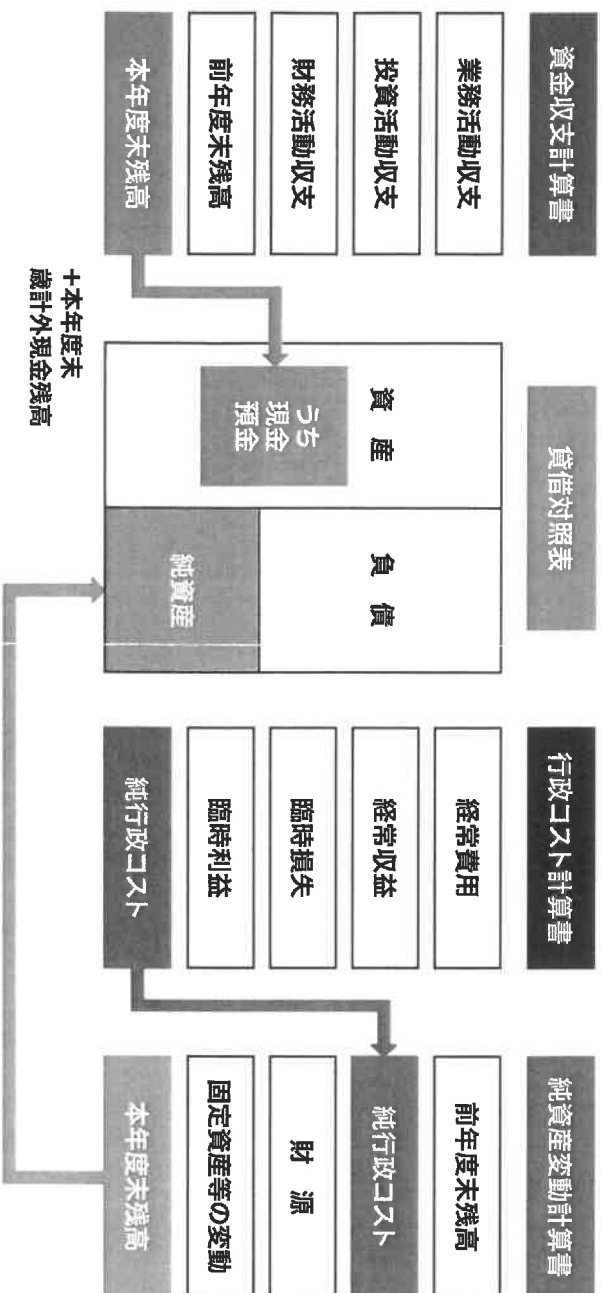 資金収支計算書
業務活動収支
投資活動収支
財務活動収支
前年度末残高
本年度末残高
+本年度末
歳計外現金残高
貸借対照表
資 産
うち
現金
預金
負 債
純資産
行政コスト計算書
経常費用
経常収益
臨時損失
臨時利益
純行政コスト
純資産変動計算書
前年度末残高
純行政コスト
財 源
固定資産等の変動
本年度末残高